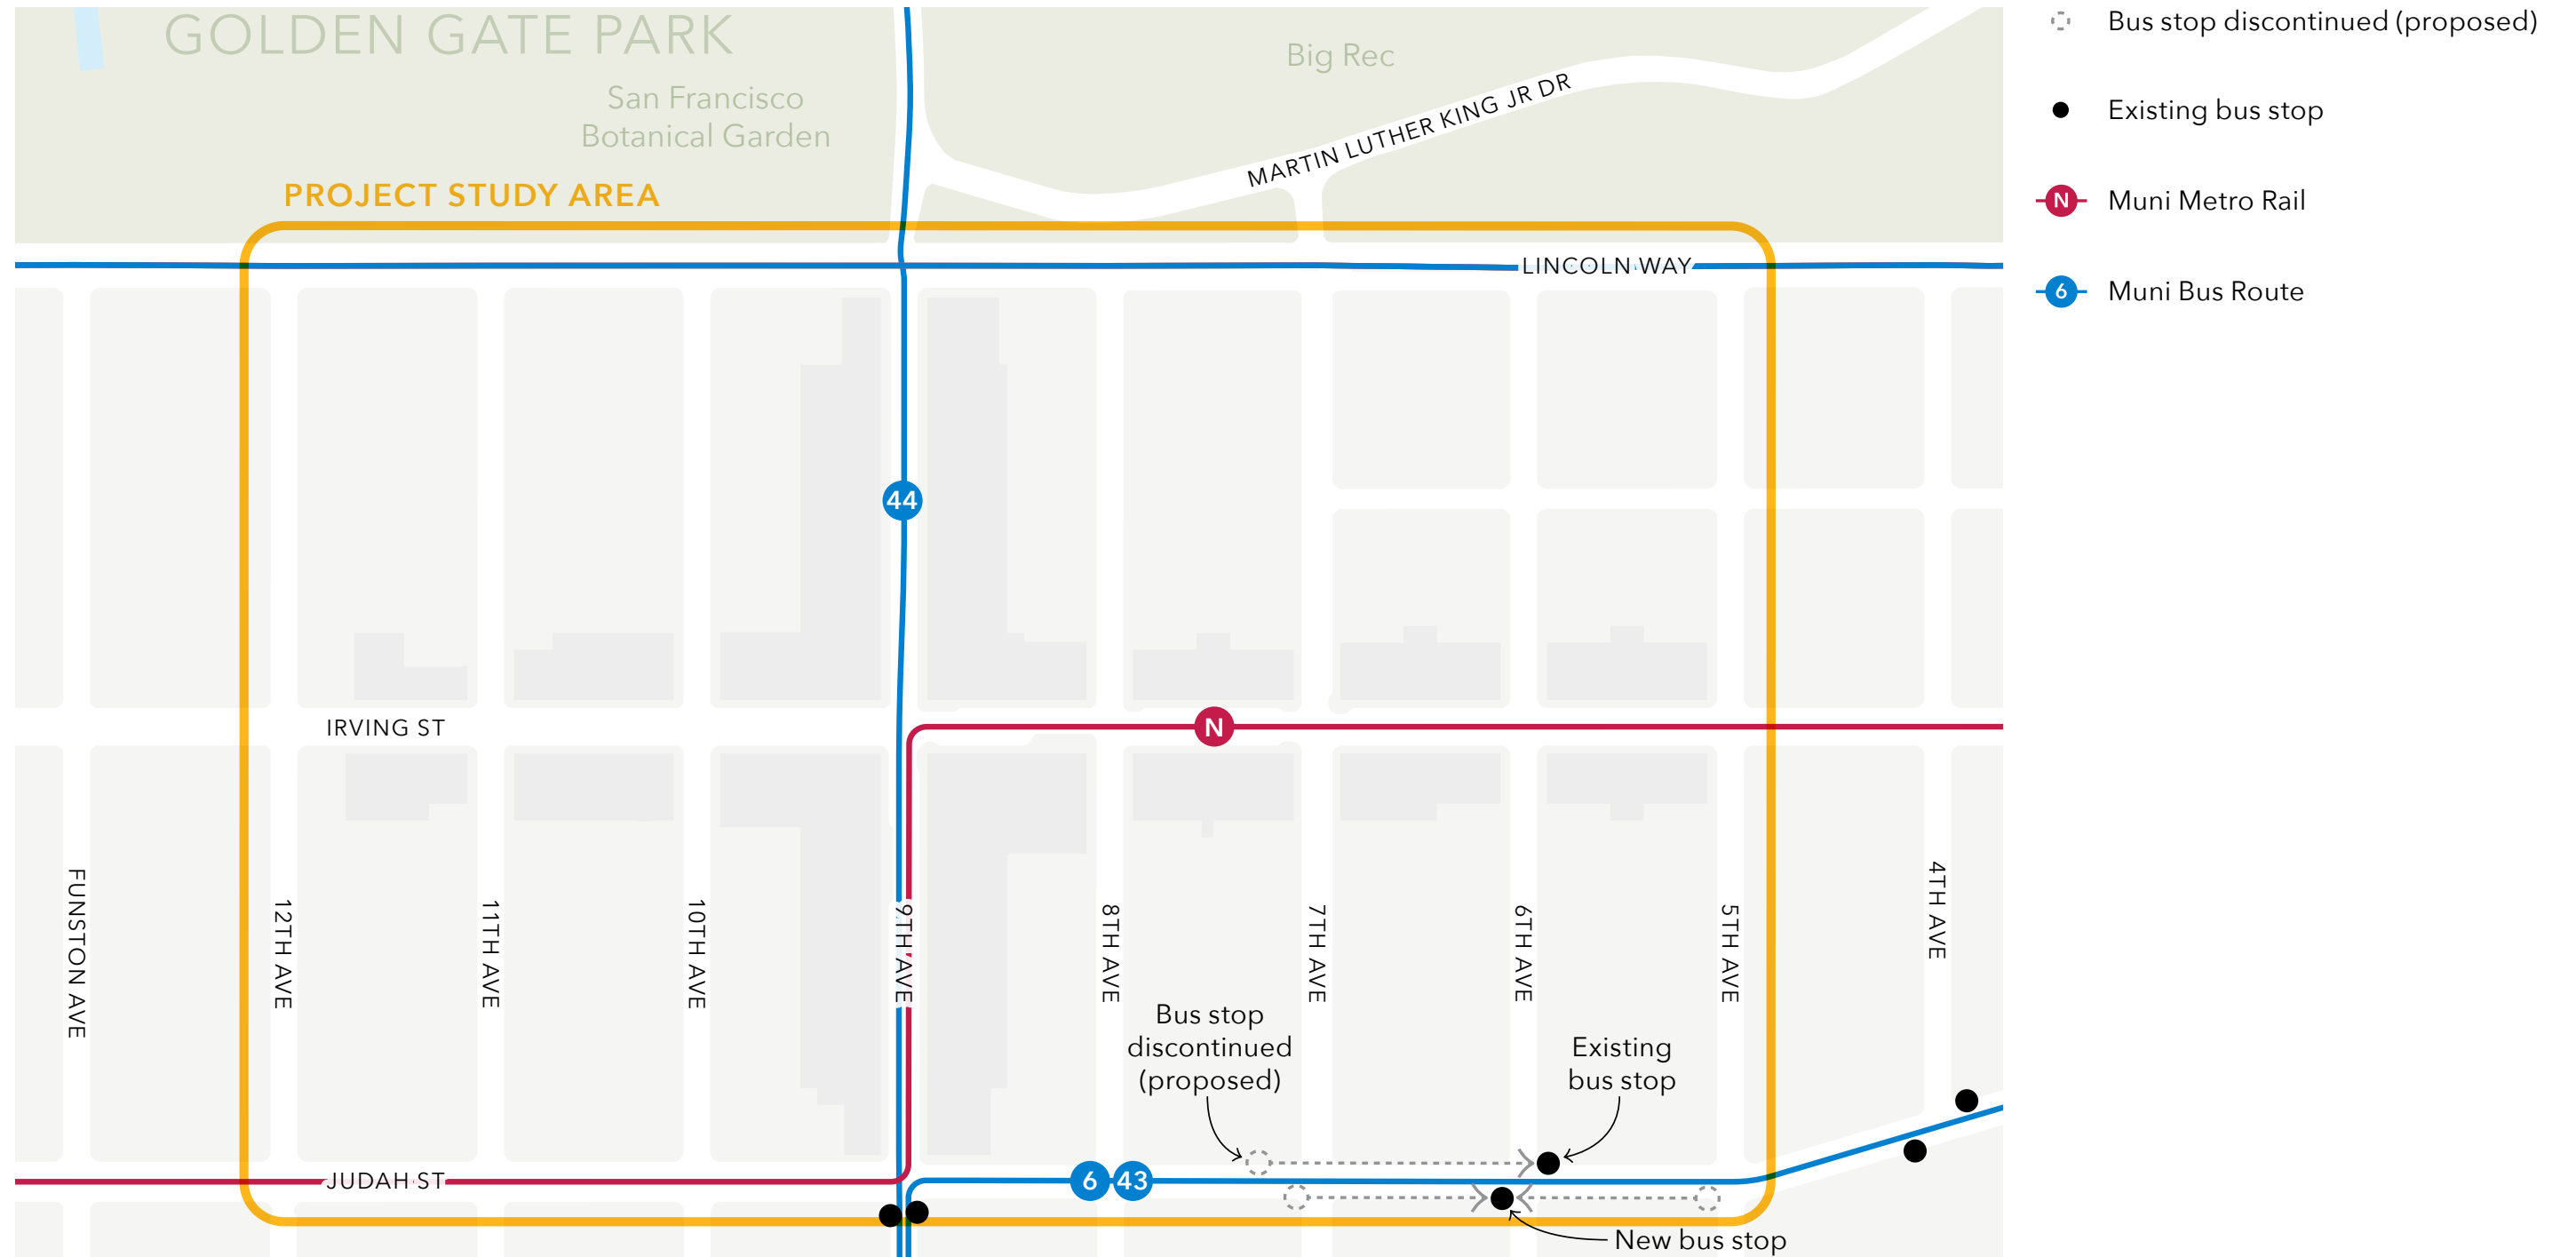 GOLDEN GATE PARK
Big Rec
San Francisco
Botanical Garden
MARTIN LUTHER KING JR DR
PROJECT STUDY AREA
LINCOLN WAY
44
IRVING ST
N
FUNSTON AVE
12TH AVE
11TH AVE
10TH AVE
9TH AVE
8TH AVE
7TH AVE
6TH AVE
5TH AVE
4TH AVE
Bus stop
discontinued
(proposed)
Existing
bus stop
JUDAH ST
6
43
New bus stop
Bus stop discontinued (proposed)
Existing bus stop
N
Muni Metro Rail
6
Muni Bus Route